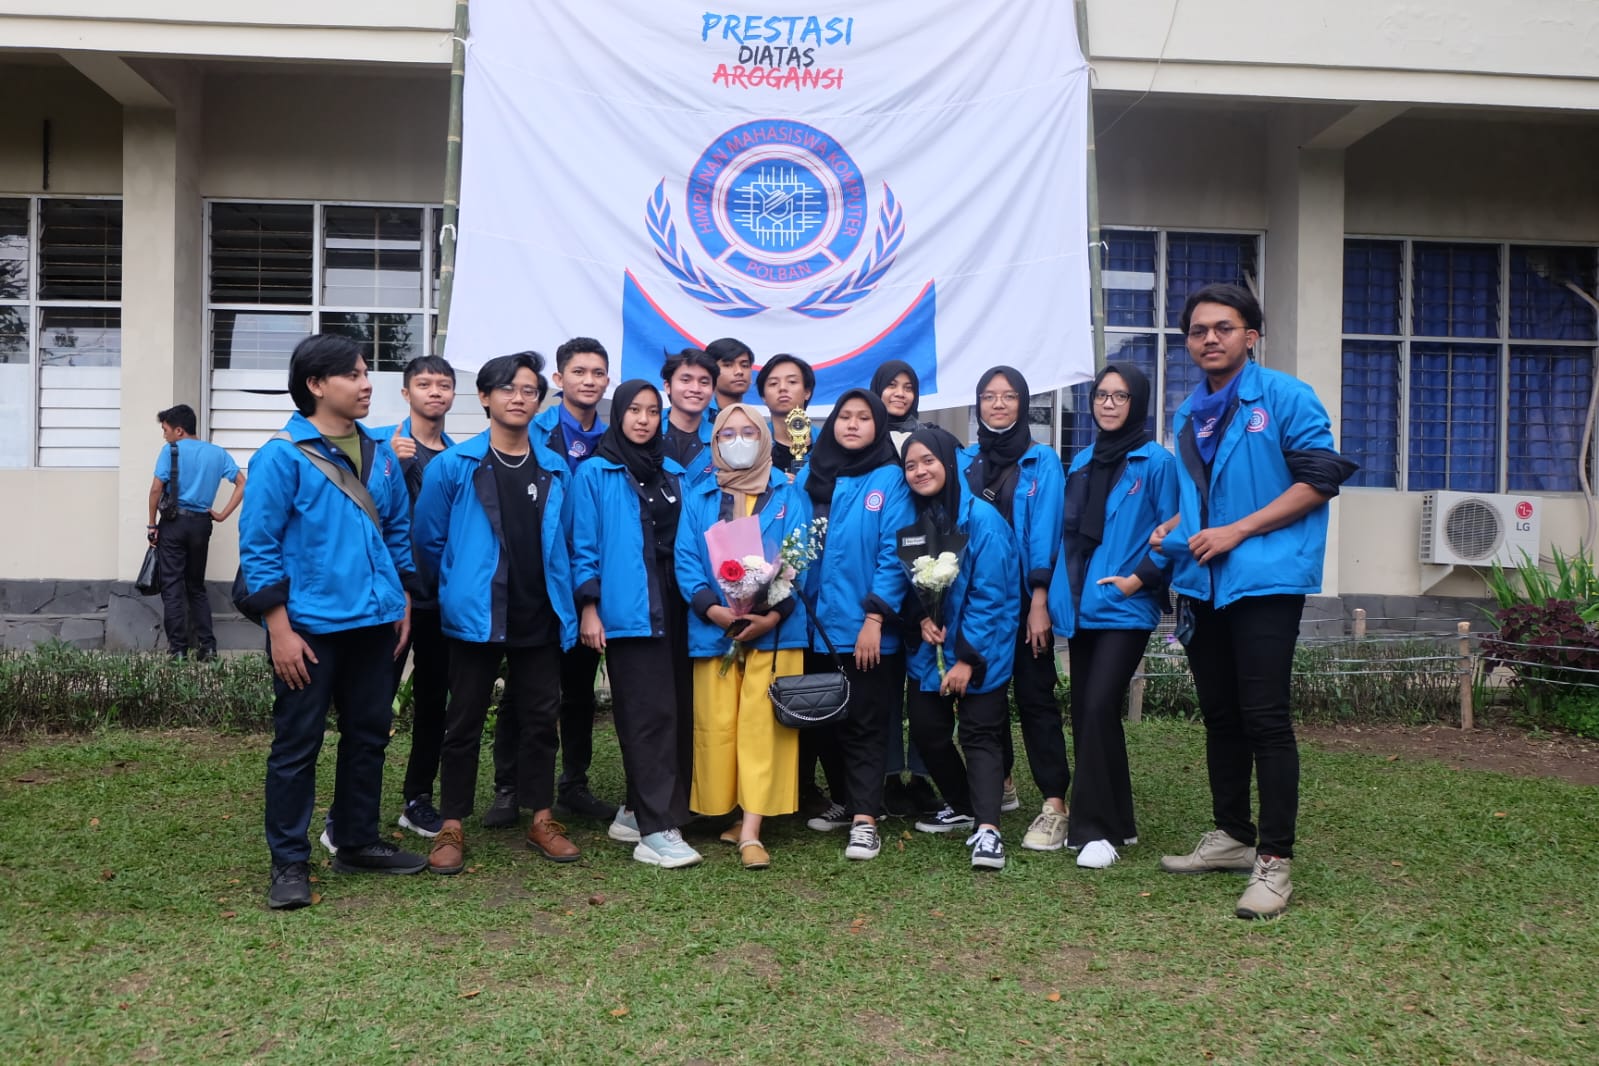 PRESTASI
DIATAS
AROGANSI
HIMPUNAN MAHASISWA KOMPUTER
POLBAN
LG